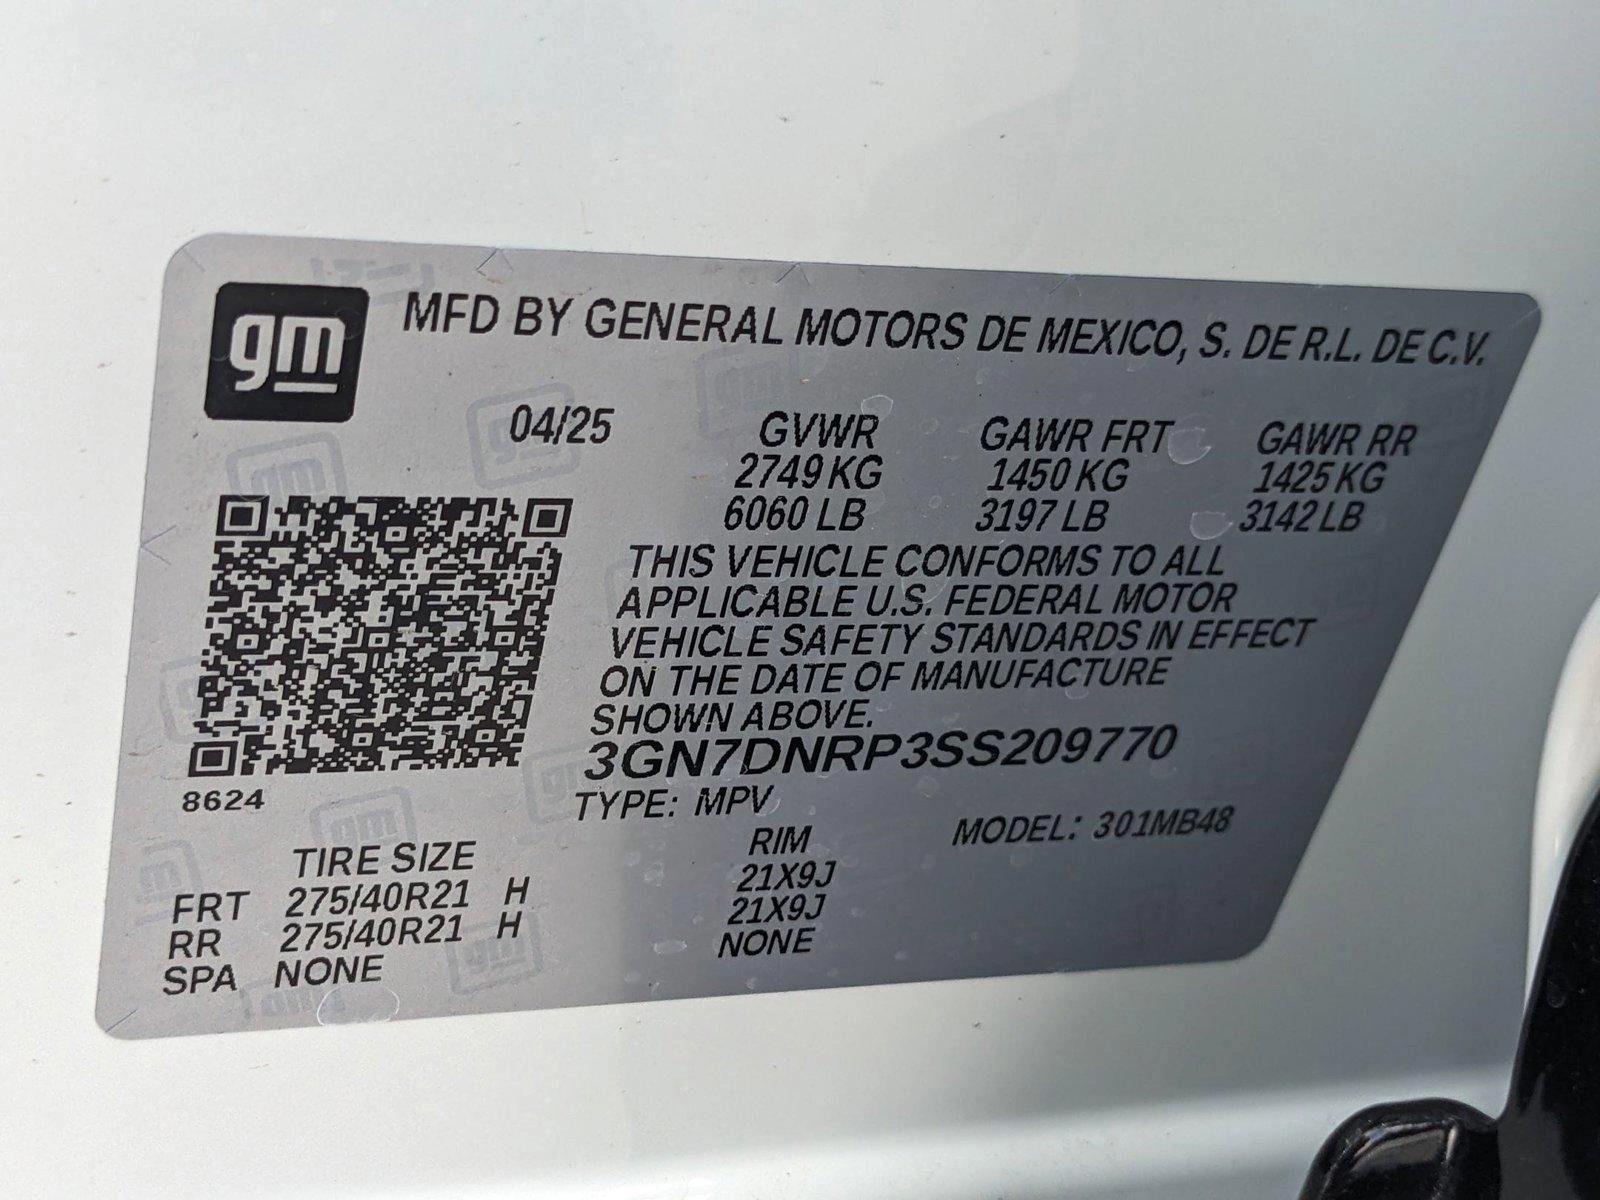 gm MFD BY GENERAL MOTORS DE MEXICO, S. DE R.L. DE C.V.
04/25 GVWR GAWR FRT GAWR RR
2749 KG 1450 KG 1425 KG
6060 LB 3197 LB 3142 LB
THIS VEHICLE CONFORMS TO ALL
APPLICABLE U.S. FEDERAL MOTOR
VEHICLE SAFETY STANDARDS IN EFFECT
ON THE DATE OF MANUFACTURE
SHOWN ABOVE.
3GN7DNRP3SS209770
8624
TYPE: MPV
MODEL: 301MB48
TIRE SIZE RIM
FRT 275/40R21 H 21X9J
RR 275/40R21 H 21X9J
SPA NONE NONE